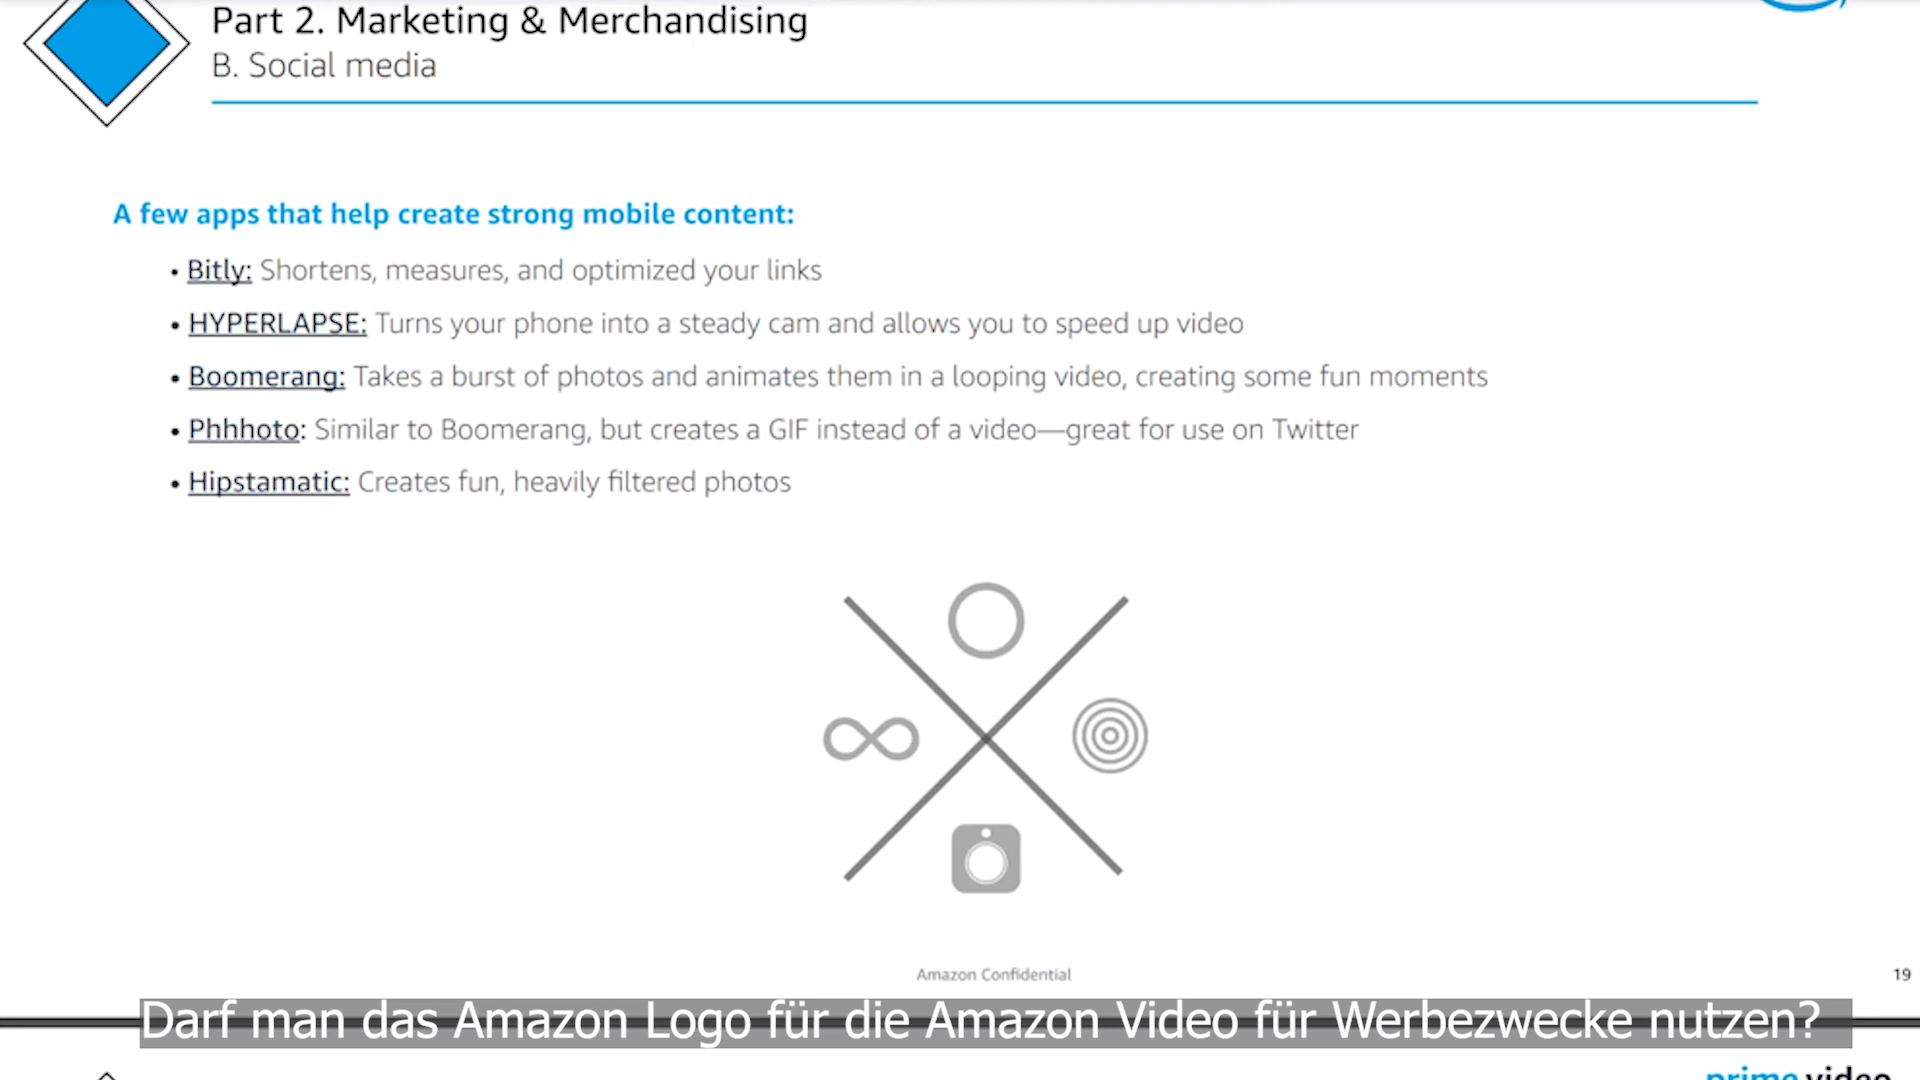 Part 2. Marketing & Merchandising
B. Social media
A few apps that help create strong mobile content:
• Bitly: Shortens, measures, and optimized your links
• HYPERLAPSE: Turns your phone into a steady cam and allows you to speed up video
• Boomerang: Takes a burst of photos and animates them in a looping video, creating some fun moments
• Phhhoto: Similar to Boomerang, but creates a GIF instead of a video—great for use on Twitter
• Hipstamatic: Creates fun, heavily filtered photos
Amazon Confidential
19
Darf man das Amazon Logo für die Amazon Video für Werbezwecke nutzen?
prime video